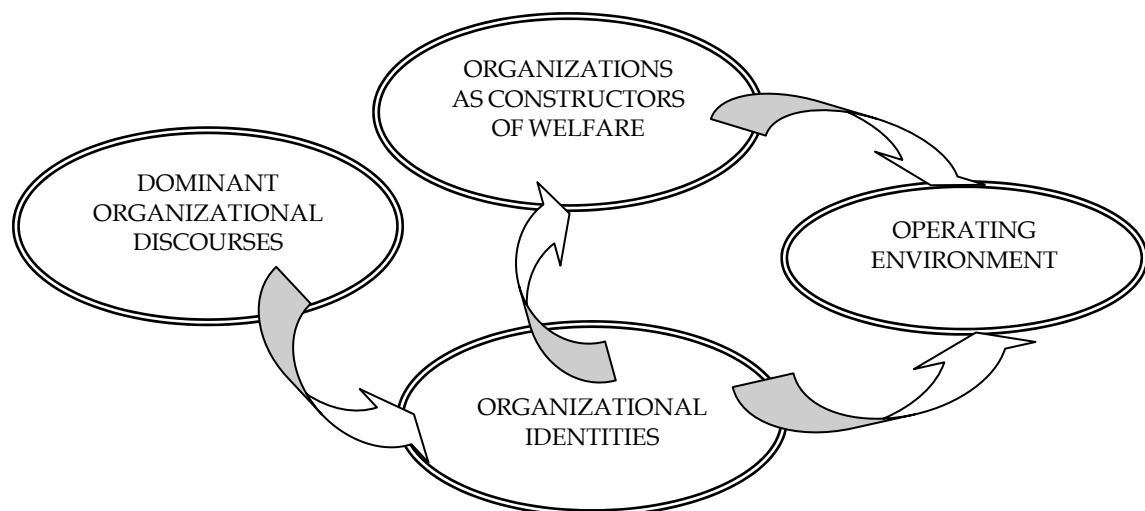 ORGANIZATIONS
AS CONSTRUCTORS
OF WELFARE
DOMINANT
ORGANIZATIONAL
DISCOURSES
OPERATING
ENVIRONMENT
ORGANIZATIONAL
IDENTITIES